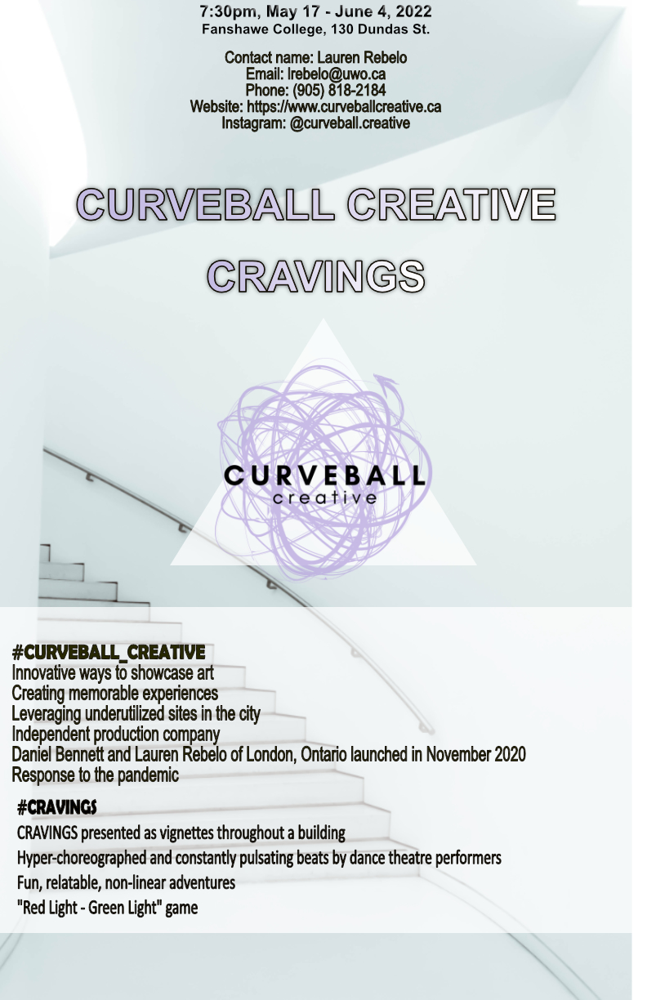 7:30pm, May 17 - June 4, 2022
Fanshawe College, 130 Dundas St.
Contact name: Lauren Rebelo
Email: lrebelo@uwo.ca
Phone: (905) 818-2184
Website: https://www.curveballcreative.ca
Instagram: @curveball.creative
CURVEBALL CREATIVE
CRAVINGS
CURVEBALL
creative
#CURVEBALL_CREATIVE
Innovative ways to showcase art
Creating memorable experiences
Leveraging underutilized sites in the city
Independent production company
Daniel Bennett and Lauren Rebelo of London, Ontario launched in November 2020
Response to the pandemic
#CRAVINGS
CRAVINGS presented as vignettes throughout a building
Hyper-choreographed and constantly pulsating beats by dance theatre performers
Fun, relatable, non-linear adventures
"Red Light - Green Light" game